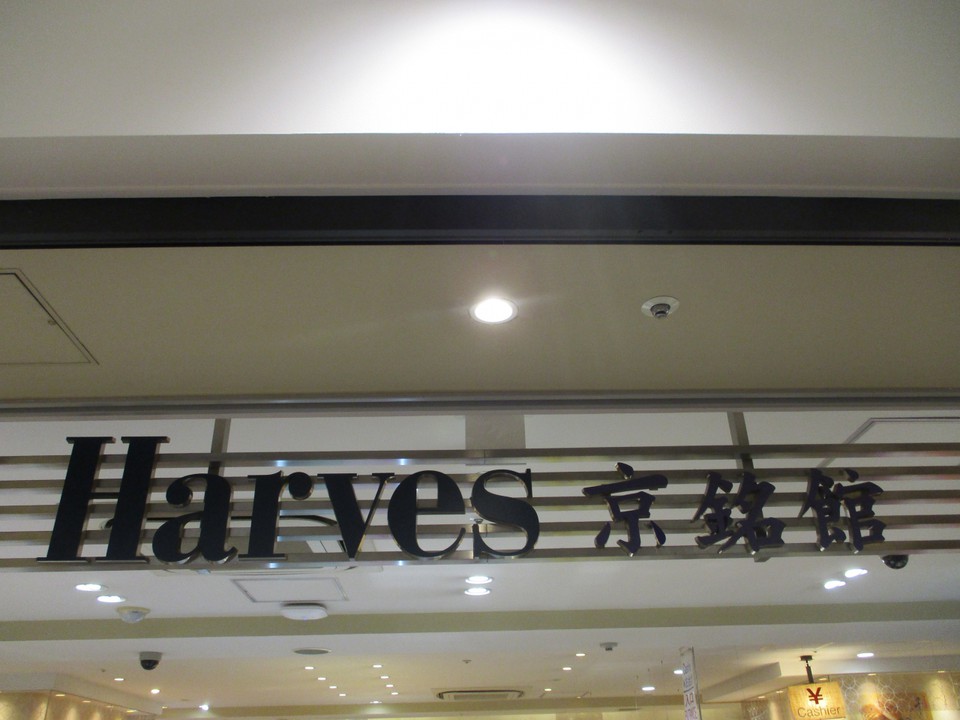 Harves 京銘館
¥
Cashier